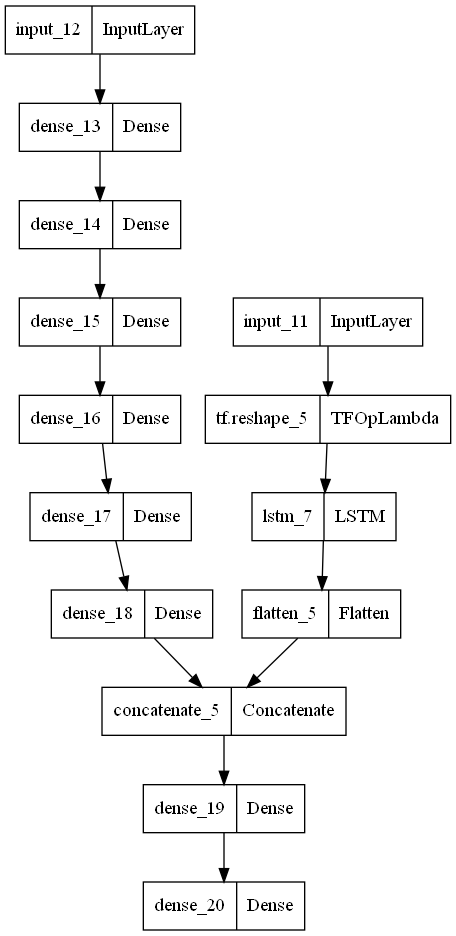 input_12 InputLayer
dense_13 Dense
dense_14 Dense
dense_15 Dense
input_11 InputLayer
dense_16 Dense
tf.reshape_5 TFOpLambda
dense_17 Dense
lstm_7 LSTM
dense_18 Dense
flatten_5 Flatten
concatenate_5 Concatenate
dense_19 Dense
dense_20 Dense